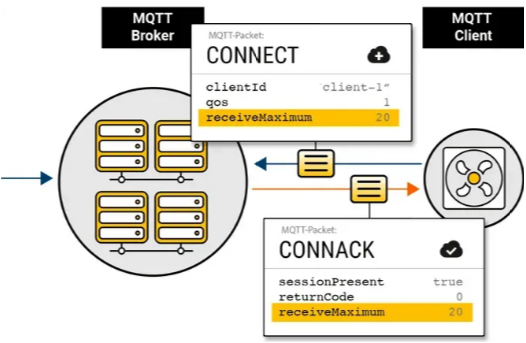 MQTT
Broker
MQTT
Client
MQTT-Packet:
CONNECT
clientId client-1”
qos 1
receiveMaximum 20
MQTT-Packet:
CONNACK
sessionPresent true
returnCode 0
receiveMaximum 20